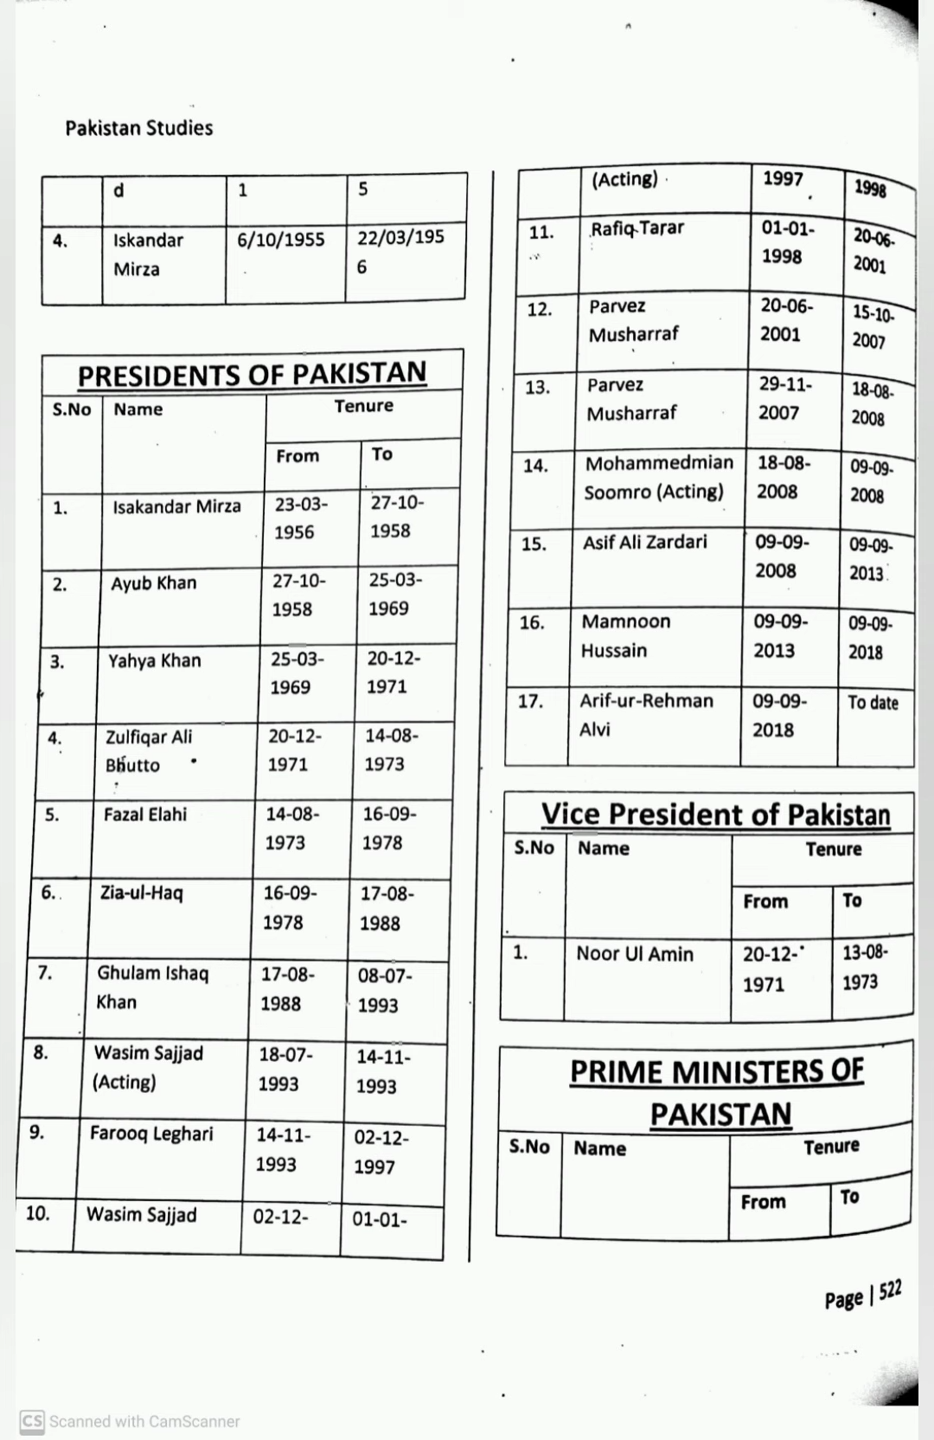 Pakistan Studies
d 1 5
4. Iskandar 6/10/1955 22/03/195
Mirza 6
PRESIDENTS OF PAKISTAN
S.No Name Tenure
From To
1. Isakandar Mirza 23-03- 27-10-
1956 1958
2. Ayub Khan 27-10- 25-03-
1958 1969
3. Yahya Khan 25-03- 20-12-
1969 1971
4. Zulfiqar Ali 20-12- 14-08-
Bhutto 1971 1973
5. Fazal Elahi 14-08- 16-09-
1973 1978
6. Zia-ul-Haq 16-09- 17-08-
1978 1988
7. Ghulam Ishaq 17-08- 08-07-
Khan 1988 1993
8. Wasim Sajjad 18-07- 14-11-
(Acting) 1993 1993
9. Farooq Leghari 14-11- 02-12-
1993 1997
10. Wasim Sajjad 02-12- 01-01-
(Acting) 1997 1998
11. Rafiq Tarar 01-01- 20-06-
1998 2001
12. Parvez 20-06- 15-10-
Musharraf 2001 2007
13. Parvez 29-11- 18-08-
Musharraf 2007 2008
14. Mohammedmian 18-08- 09-09-
Soomro (Acting) 2008 2008
15. Asif Ali Zardari 09-09- 09-09-
2008 2013
16. Mamnoon 09-09- 09-09-
Hussain 2013 2018
17. Arif-ur-Rehman 09-09- To date
Alvi 2018
Vice President of Pakistan
S.No Name Tenure
From To
1. Noor Ul Amin 20-12- 13-08-
1971 1973
PRIME MINISTERS OF
PAKISTAN
S.No Name Tenure
From To
Page | 522
CS Scanned with CamScanner